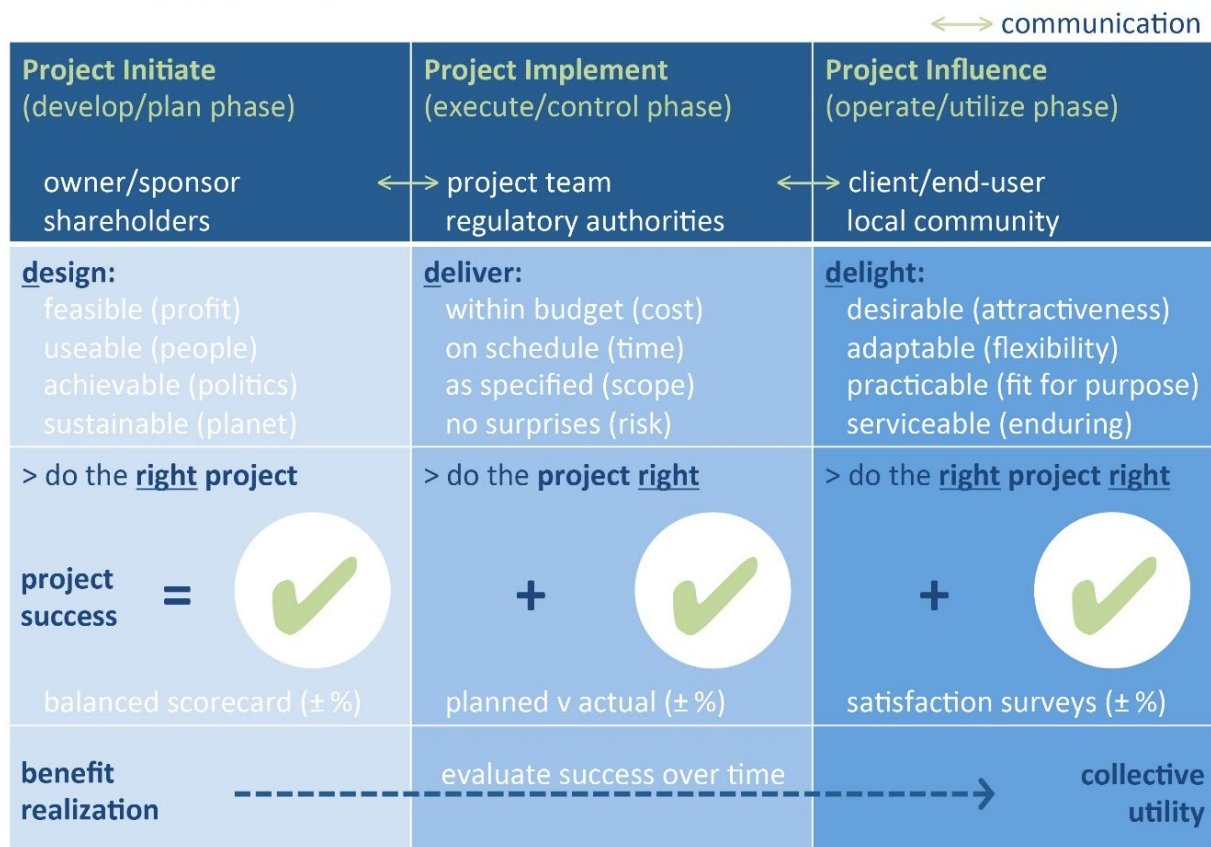 communication
Project Initiate
(develop/plan phase)
owner/sponsor
shareholders
Project Implement
(execute/control phase)
project team
regulatory authorities
Project Influence
(operate/utilize phase)
client/end-user
local community
design:
feasible (profit)
useable (people)
achievable (politics)
sustainable (planet)
deliver:
within budget (cost)
on schedule (time)
as specified (scope)
no surprises (risk)
delight:
desirable (attractiveness)
adaptable (flexibility)
practicable (fit for purpose)
serviceable (enduring)
> do the right project
> do the project right
> do the right project right
project
success
=
+
+
balanced scorecard (± %)
planned v actual (± %)
satisfaction surveys (± %)
benefit
realization
evaluate success over time
collective
utility